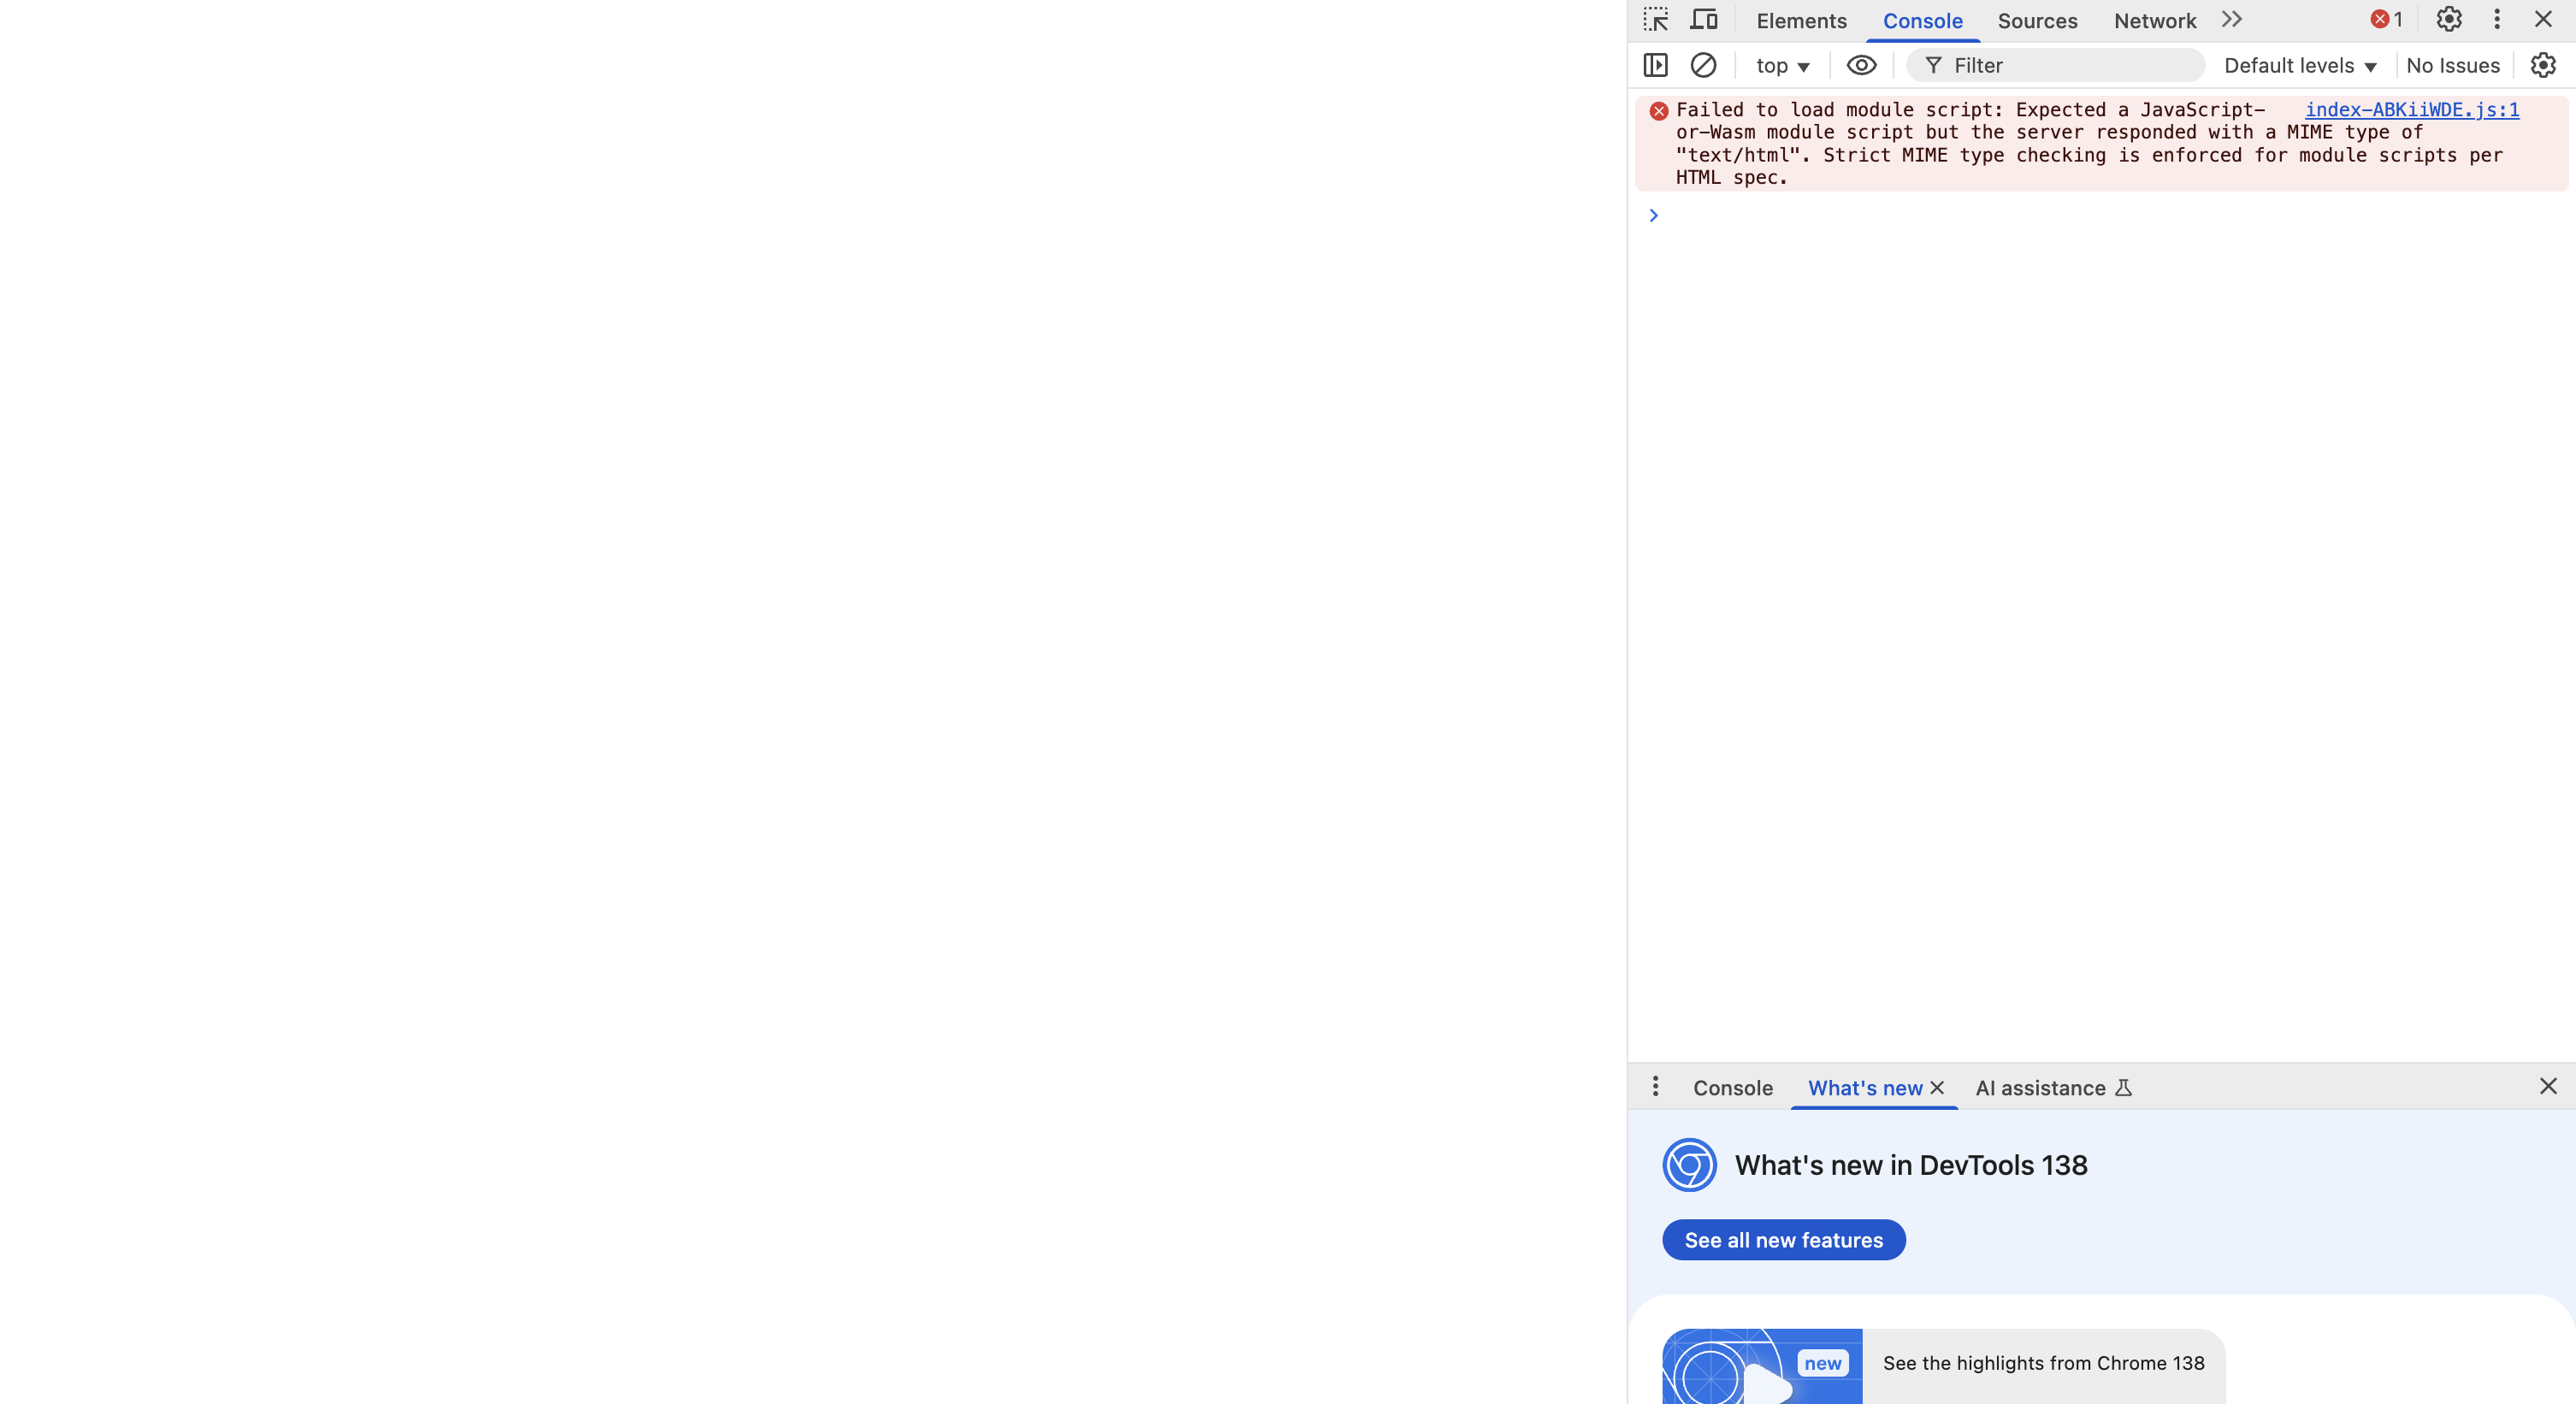 Elements Console Sources Network 1
top Filter Default levels No Issues
Failed to load module script: Expected a JavaScript- index-ABKiiWDE.js:1
or-Wasm module script but the server responded with a MIME type of
"text/html". Strict MIME type checking is enforced for module scripts per
HTML spec.
Console What's new AI assistance
What's new in DevTools 138
See all new features
new See the highlights from Chrome 138